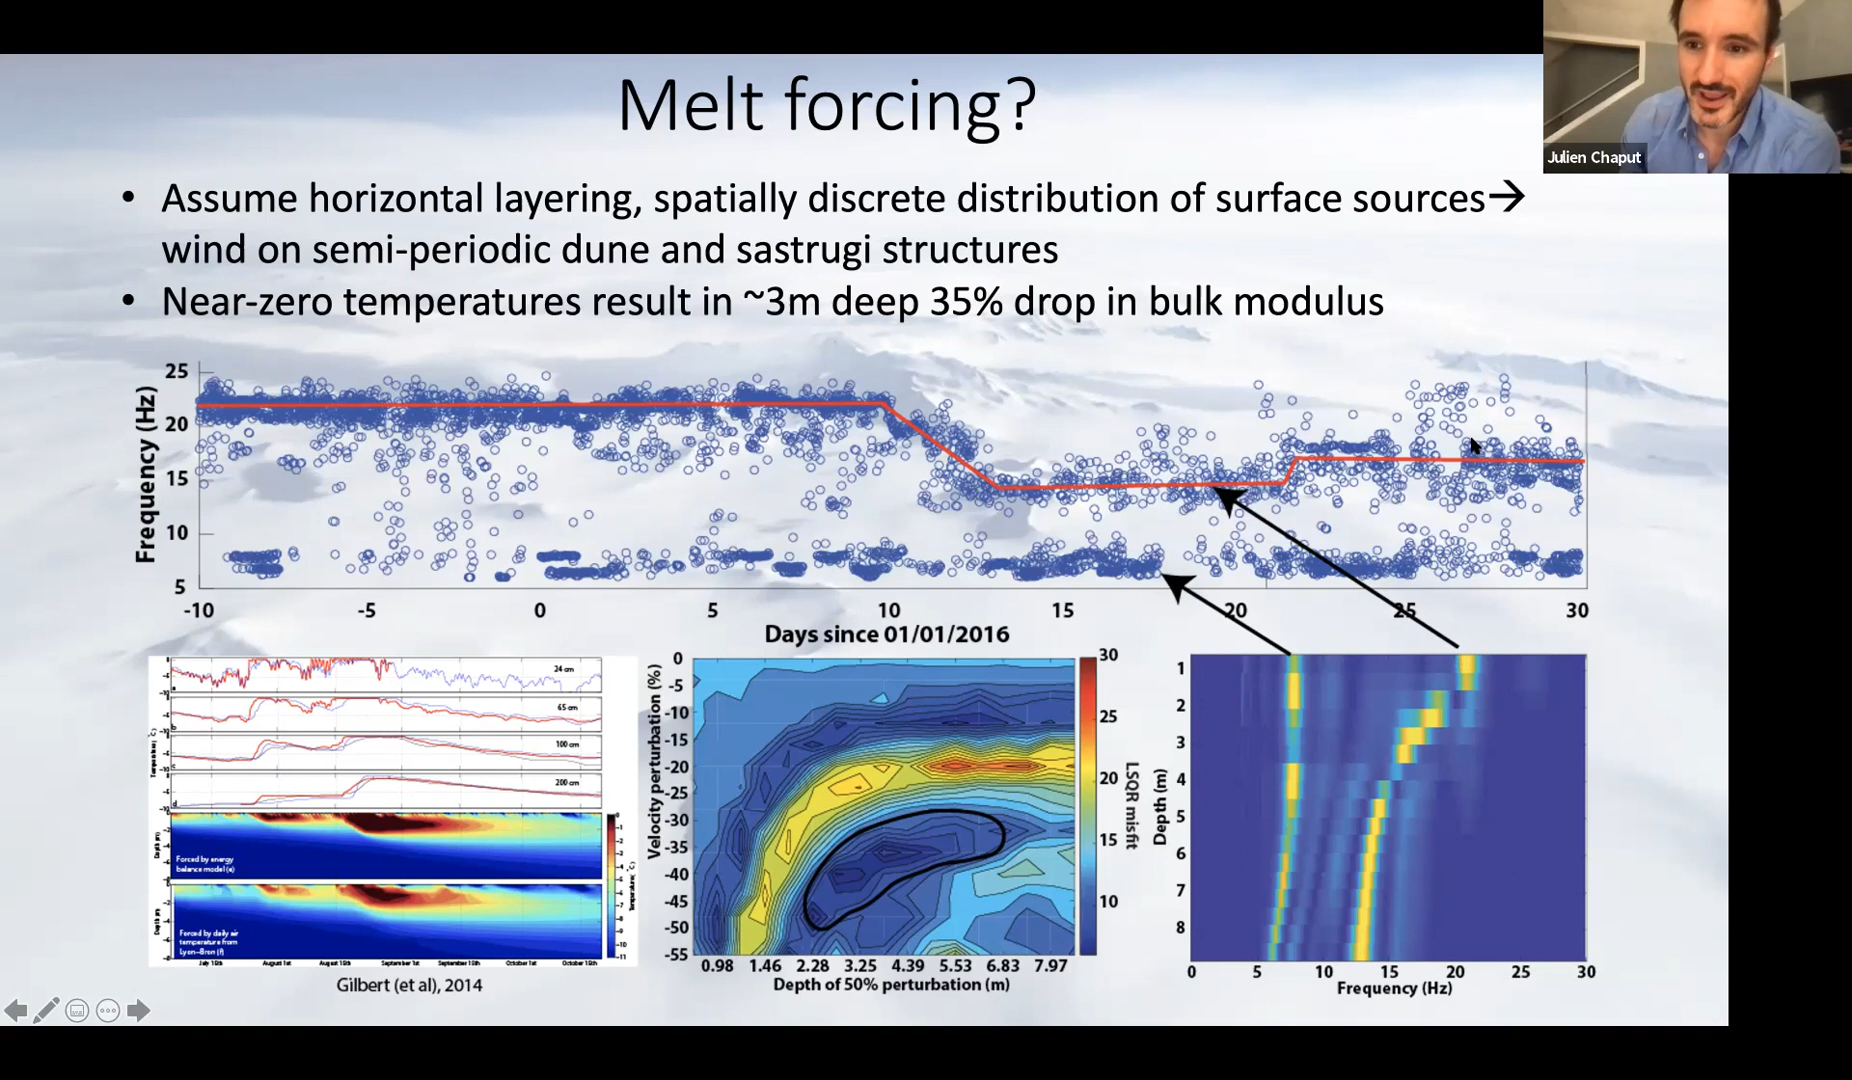 Melt forcing?
Julien Chaput
• Assume horizontal layering, spatially discrete distribution of surface sources→
wind on semi-periodic dune and sastrugi structures
• Near-zero temperatures result in ~3m deep 35% drop in bulk modulus
Frequency (Hz)
25
20
15
10
5
-10 -5 0 5 10 15 20 25 30
Days since 01/01/2016
24 cm
65 cm
100 cm
200 cm
Forced by energy
balance model (e)
Forced by daily air
temperature from
Lyon-Bron (f)
July 15th August 1st August 15th September 1st September 15th October 1st October 15th
Gilbert (et al), 2014
Velocity perturbation (%)
0
-5
-10
-15
-20
-25
-30
-35
-40
-45
-50
-55
0.98 1.46 2.28 3.25 4.39 5.53 6.83 7.97
Depth of 50% perturbation (m)
30
25
20
15
10
LSQR misfit
Depth (m)
1
2
3
4
5
6
7
8
0 5 10 15 20 25 30
Frequency (Hz)